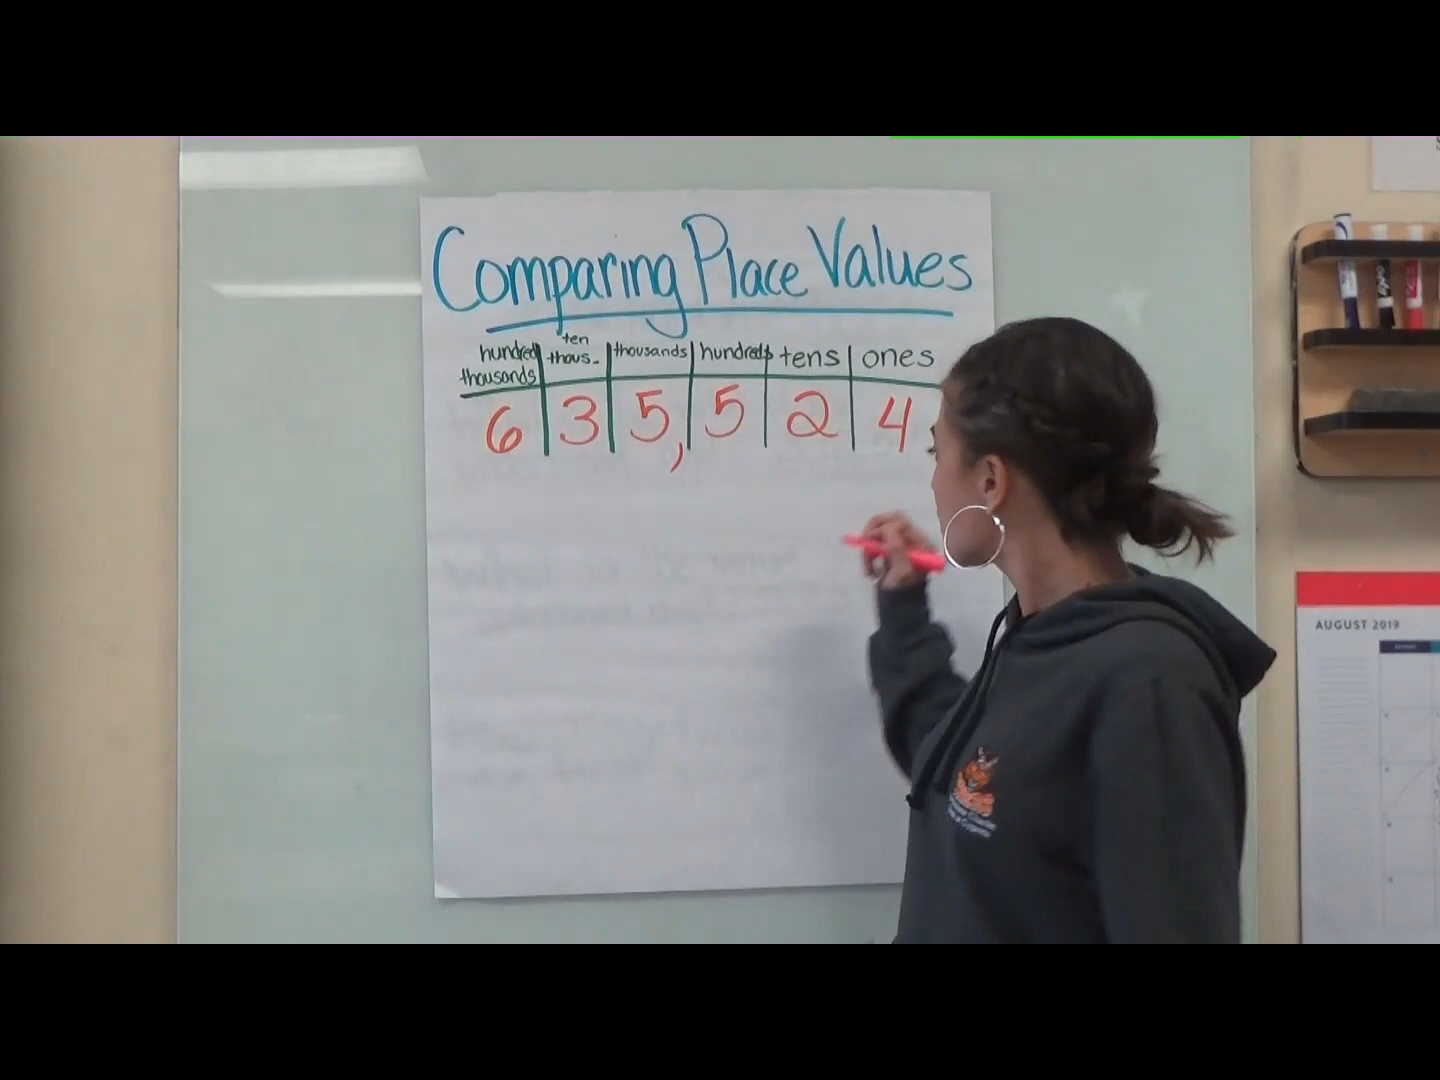 Comparing Place Values
hundred thousands | ten thous. | thousands | hundreds | tens | ones
6 3 5, 5 2 4
EXPO
AUGUST 2019